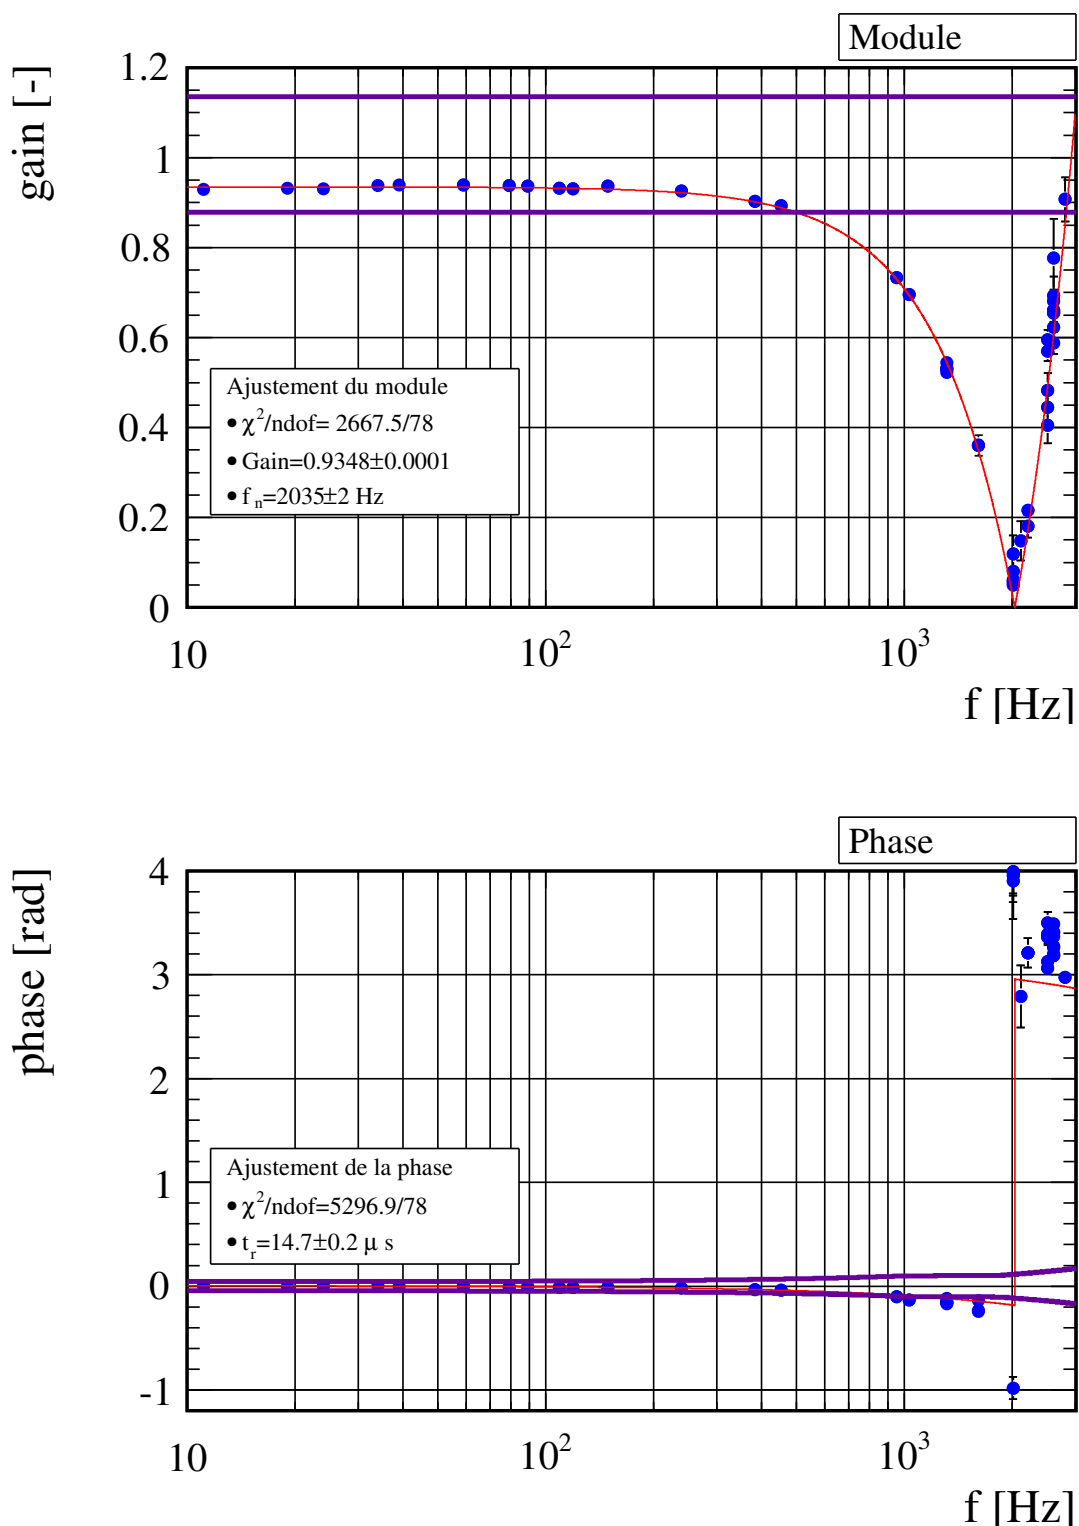 Module
gain [-]
1.2
1
0.8
0.6
0.4
0.2
0
Ajustement du module
• χ²/ndof= 2667.5/78
• Gain=0.9348±0.0001
• f n=2035±2 Hz
10 10² 10³
f [Hz]
Phase
phase [rad]
4
3
2
1
0
-1
Ajustement de la phase
• χ²/ndof=5296.9/78
• t r=14.7±0.2 μ s
10 10² 10³
f [Hz]